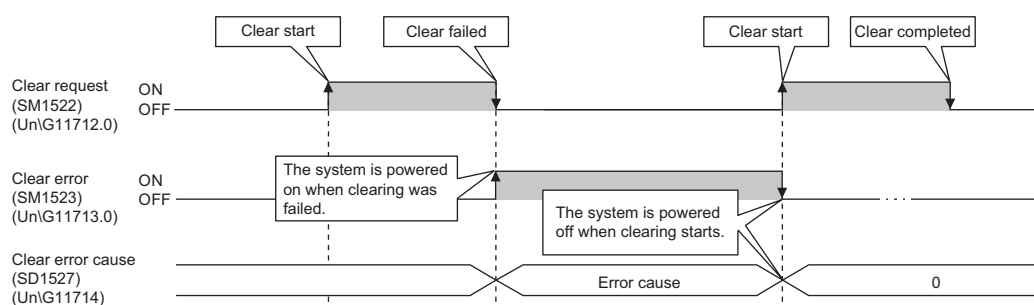 Clear start
Clear failed
Clear start
Clear completed
Clear request
(SM1522)
(Un\G11712.0)
ON
OFF
Clear error
(SM1523)
(Un\G11713.0)
ON
OFF
The system is powered
on when clearing was
failed.
The system is powered
off when clearing starts.
Clear error cause
(SD1527)
(Un\G11714)
Error cause
0